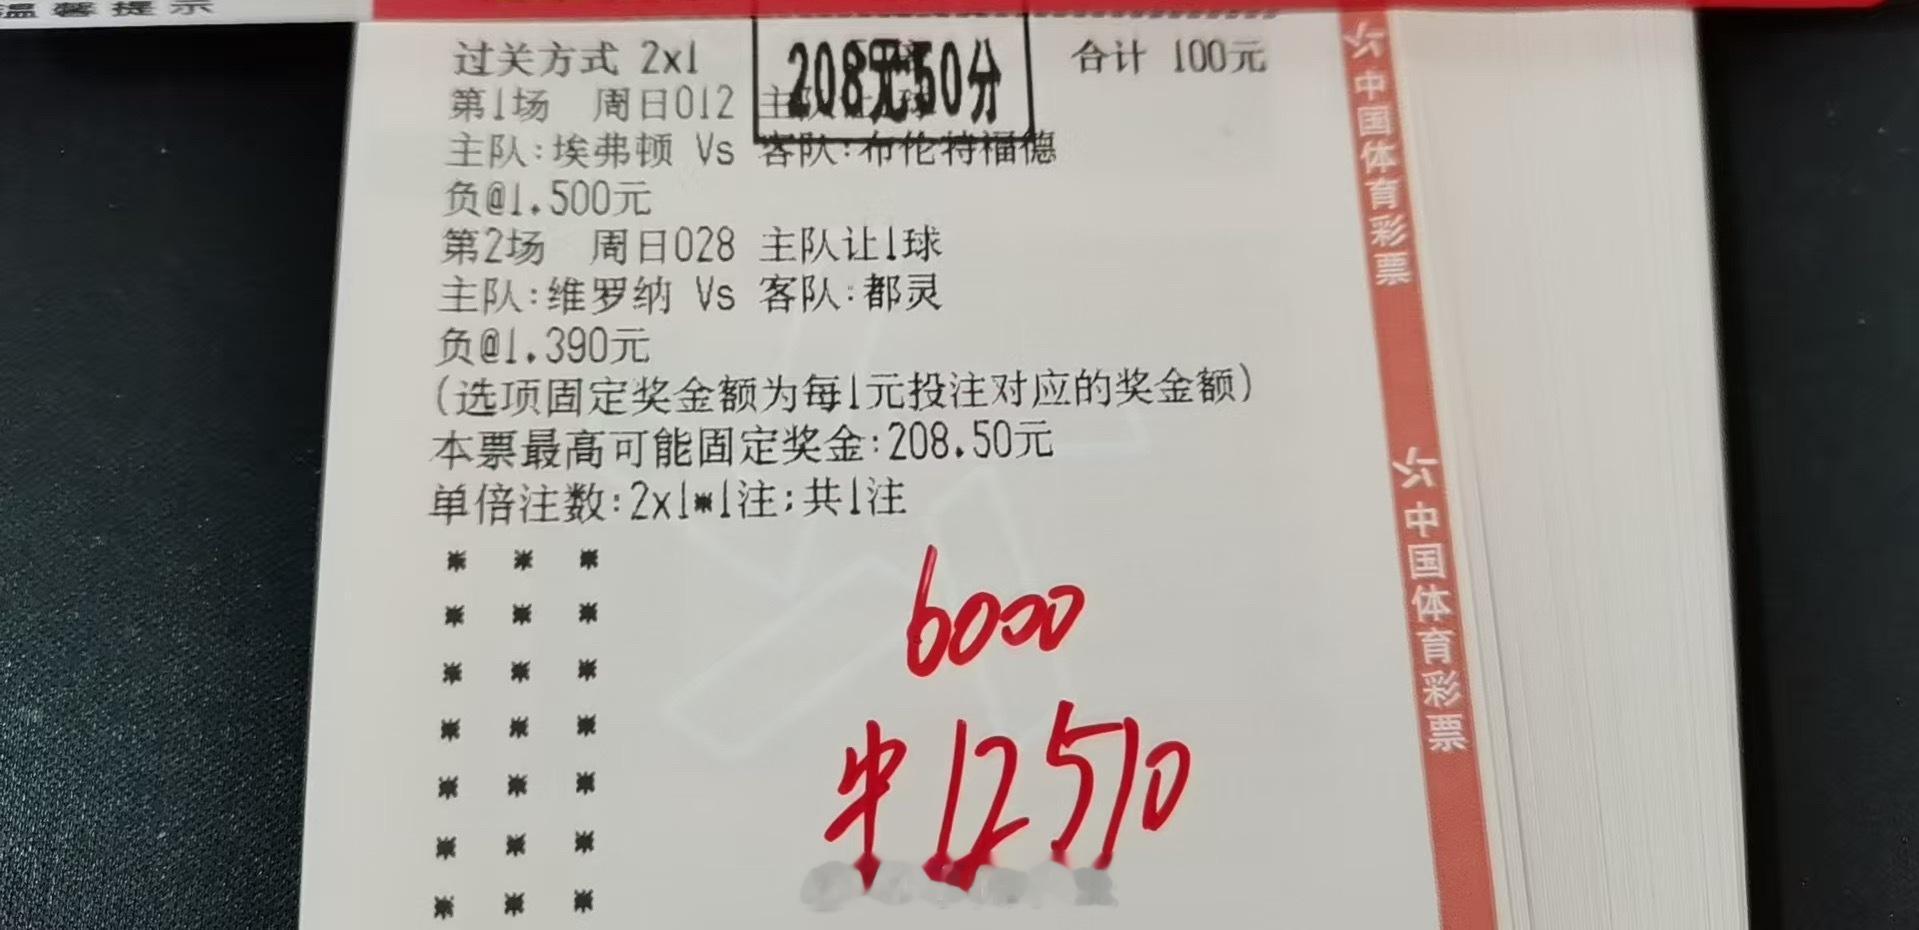 温馨提示
过关方式 2x1 208元50分 合计 100元
第1场 周日012 主队
主队:埃弗顿 Vs 客队:布伦特福德
负@1.500元
第2场 周日028 主队让1球
主队:维罗纳 Vs 客队:都灵
负@1.390元
(选项固定奖金额为每1元投注对应的奖金额)
本票最高可能固定奖金:208.50元
单倍注数:2x1*1注;共1注
* * *
* * *
* * *
* * *
* * *
* * *
* * *
6000
中12510
中国体育彩票
中国体育彩票